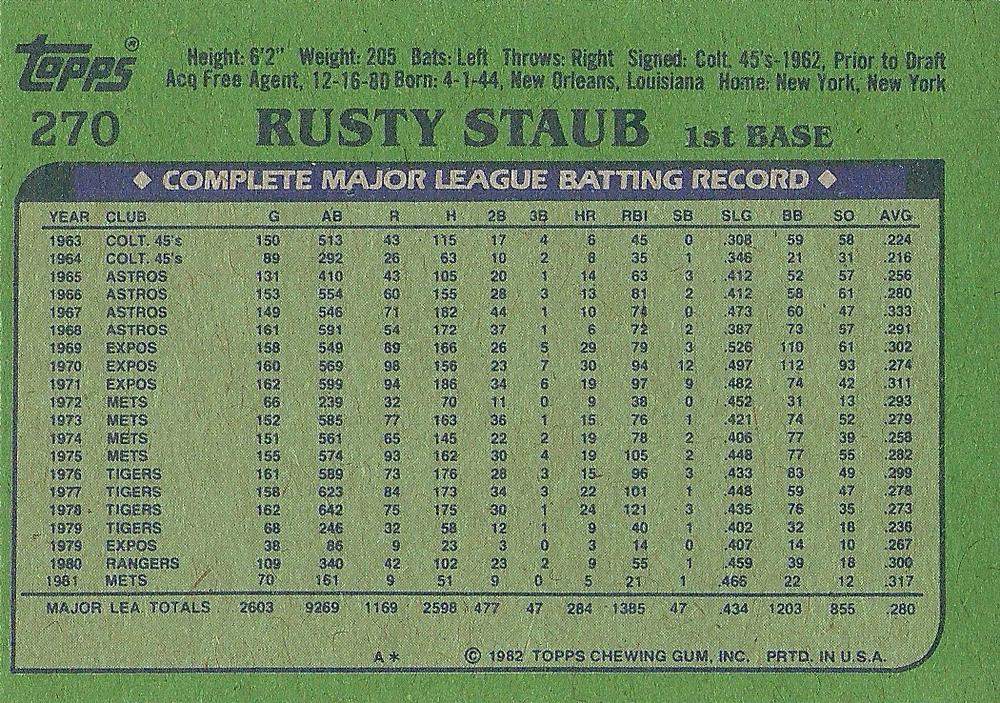 Topps®
Height: 6'2" Weight: 205 Bats: Left Throws: Right Signed: Colt. 45's-1962, Prior to Draft
Acq Free Agent, 12-16-80 Born: 4-1-44, New Orleans, Louisiana Home: New York, New York
270 RUSTY STAUB 1st BASE
◆ COMPLETE MAJOR LEAGUE BATTING RECORD ◆
YEAR CLUB G AB R H 2B 3B HR RBI SB SLG BB SO AVG
1963 COLT. 45's 150 513 43 115 17 4 6 45 0 .308 59 58 .224
1964 COLT. 45's 89 292 26 63 10 2 8 35 1 .346 21 31 .216
1965 ASTROS 131 410 43 105 20 1 14 63 3 .412 52 57 .256
1966 ASTROS 153 554 60 155 28 3 13 81 2 .412 58 61 .280
1967 ASTROS 149 546 71 182 44 1 10 74 0 .473 60 47 .333
1968 ASTROS 161 591 54 172 37 1 6 72 2 .387 73 57 .291
1969 EXPOS 158 549 89 166 26 5 29 79 3 .526 110 61 .302
1970 EXPOS 160 569 98 156 23 7 30 94 12 .497 112 93 .274
1971 EXPOS 162 599 94 186 34 6 19 97 9 .482 74 42 .311
1972 METS 66 239 32 70 11 0 9 38 0 .452 31 13 .293
1973 METS 152 585 77 163 36 1 15 76 1 .421 74 52 .279
1974 METS 151 561 65 145 22 2 19 78 2 .406 77 39 .258
1975 METS 155 574 93 162 30 4 19 105 2 .448 77 55 .282
1976 TIGERS 161 589 73 176 28 3 15 96 3 .433 83 49 .299
1977 TIGERS 158 623 84 173 34 3 22 101 1 .448 59 47 .278
1978 TIGERS 162 642 75 175 30 1 24 121 3 .435 76 35 .273
1979 TIGERS 68 246 32 58 12 1 9 40 1 .402 32 18 .236
1979 EXPOS 38 86 9 23 3 0 3 14 0 .407 14 10 .267
1980 RANGERS 109 340 42 102 23 2 9 55 1 .459 39 18 .300
1981 METS 70 161 9 51 9 0 5 21 1 .466 22 12 .317
MAJOR LEA. TOTALS 2603 9269 1169 2598 477 47 284 1385 47 .434 1203 855 .280
A* © 1982 TOPPS CHEWING GUM, INC. PRTD. IN U.S.A.